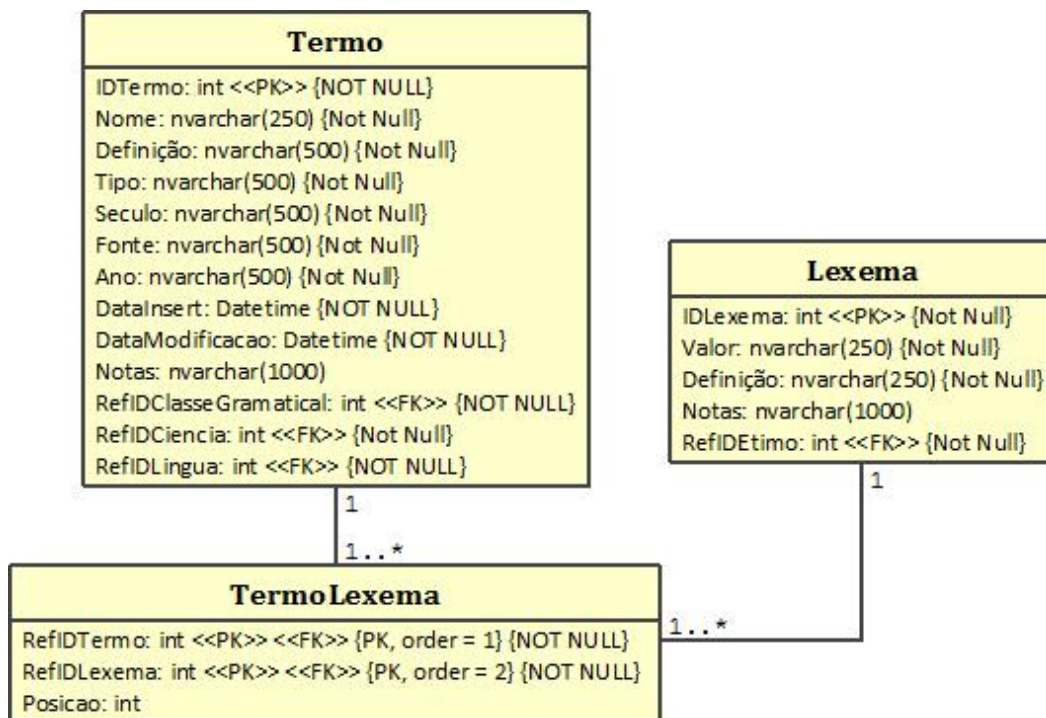 Termo
IDTermo: int <<PK>> {NOT NULL}
Nome: nvarchar(250) {Not Null}
Definição: nvarchar(500) {Not Null}
Tipo: nvarchar(500) {Not Null}
Seculo: nvarchar(500) {Not Null}
Fonte: nvarchar(500) {Not Null}
Ano: nvarchar(500) {Not Null}
DataInsert: Datetime {NOT NULL}
DataModificacao: Datetime {NOT NULL}
Notas: nvarchar(1000)
RefIDClasseGramatical: int <<FK>> {NOT NULL}
RefIDCiencia: int <<FK>> {Not Null}
RefIDLingua: int <<FK>> {NOT NULL}
Lexema
IDLexema: int <<PK>> {Not Null}
Valor: nvarchar(250) {Not Null}
Definição: nvarchar(250) {Not Null}
Notas: nvarchar(1000)
RefIDEtimo: int <<FK>> {Not Null}
1
1
1..*
1..*
TermoLexema
RefIDTermo: int <<PK>> <<FK>> {PK, order = 1} {NOT NULL}
RefIDLexema: int <<PK>> <<FK>> {PK, order = 2} {NOT NULL}
Posicao: int